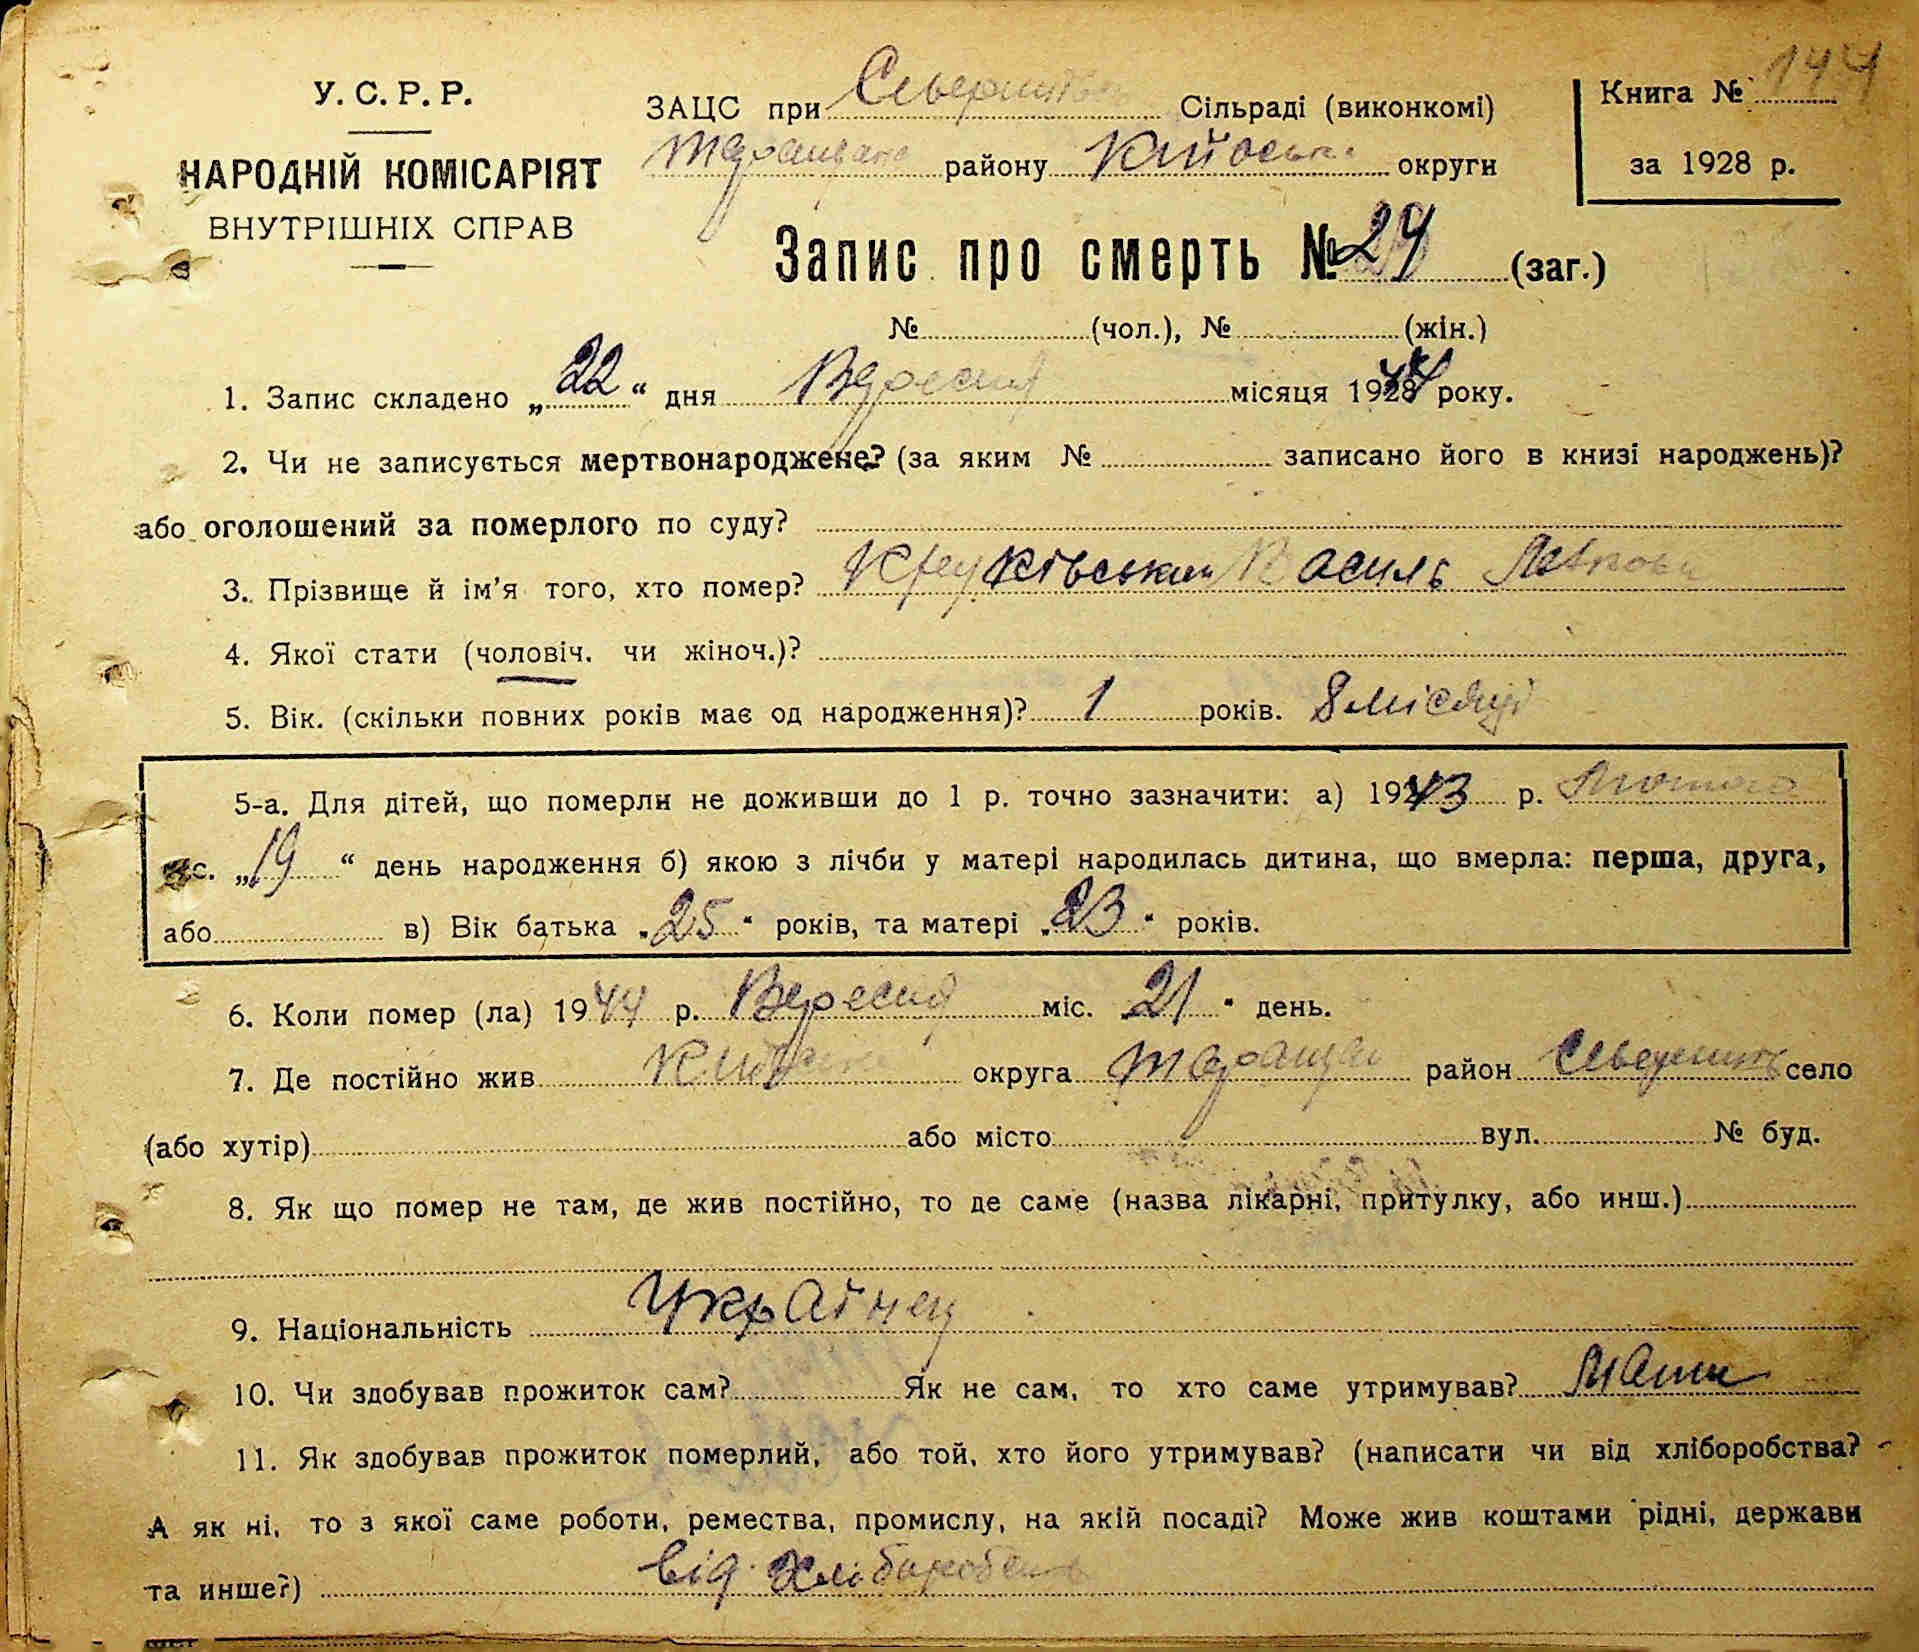 У. С. Р. Р.
НАРОДНІЙ КОМІСАРІЯТ
ВНУТРІШНІХ СПРАВ
ЗАЦС при Сільраді (виконкомі)
району округи
Книга № 144
за 1928 р.
Запис про смерть № 24 (заг.)
№ (чол.), № (жін.)
1. Запис складено „22“ дня Вересня місяця 1944 року.
2. Чи не записується мертвонароджене? (за яким № записано його в книзі народжень)?
або оголошений за померлого по суду?
3. Прізвище й ім'я того, хто помер? Василь
4. Якої стати (чоловіч. чи жіноч.)?
5. Вік. (скільки повних років має од народження)? 1 років. 8 місяці
5-а. Для дітей, що померли не доживши до 1 р. точно зазначити: а) 1943 р. Лютого
міс. „19“ день народження б) якою з лічби у матері народилась дитина, що вмерла: перша, друга,
або в) Вік батька „25“ років, та матері „23“ років.
6. Коли помер (ла) 1944 р. Вересня міс. 21“ день.
7. Де постійно жив округа Тараща район село
(або хутір) або місто вул. № буд.
8. Як що помер не там, де жив постійно, то де саме (назва лікарні, притулку, або инш.)
9. Національність Українец
10. Чи здобував прожиток сам? Як не сам, то хто саме утримував? Мати
11. Як здобував прожиток померлий, або той, хто його утримував? (написати чи від хліборобства?
А як ні, то з якої саме роботи, ремества, промислу, на якій посаді? Може жив коштами рідні, держави
та инше?) від